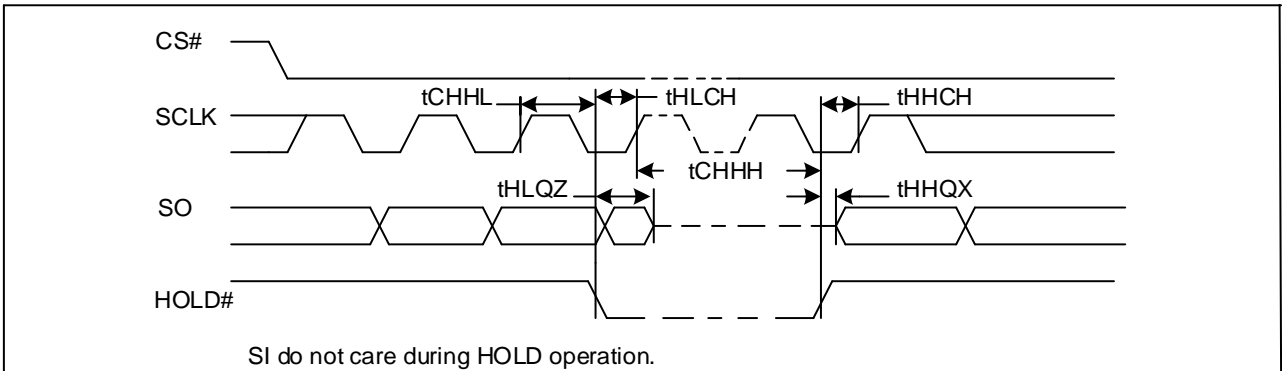 CS#
tCHHL
tHLCH
tHHCH
SCLK
tCHHH
tHLQZ
tHHQX
SO
HOLD#
SI do not care during HOLD operation.